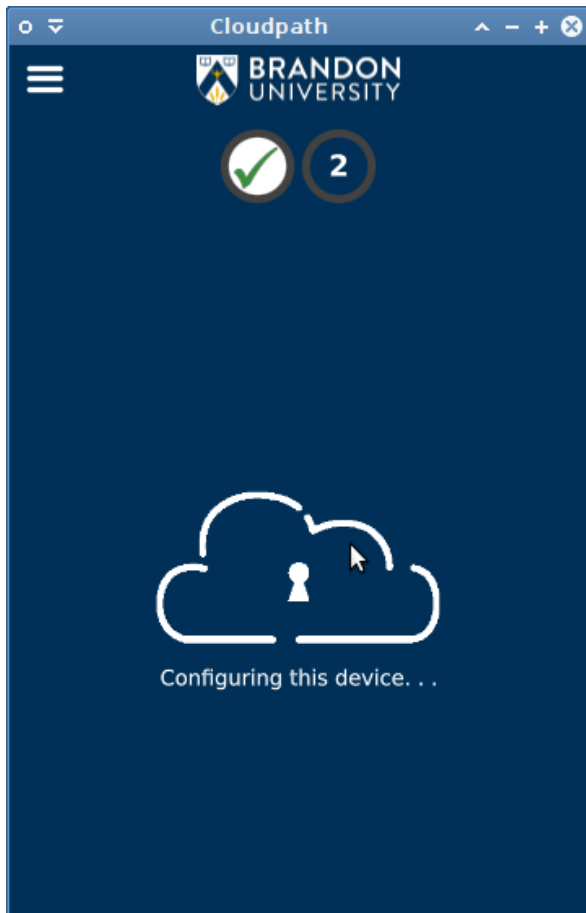 Cloudpath
BRANDON
UNIVERSITY
2
Configuring this device. . .